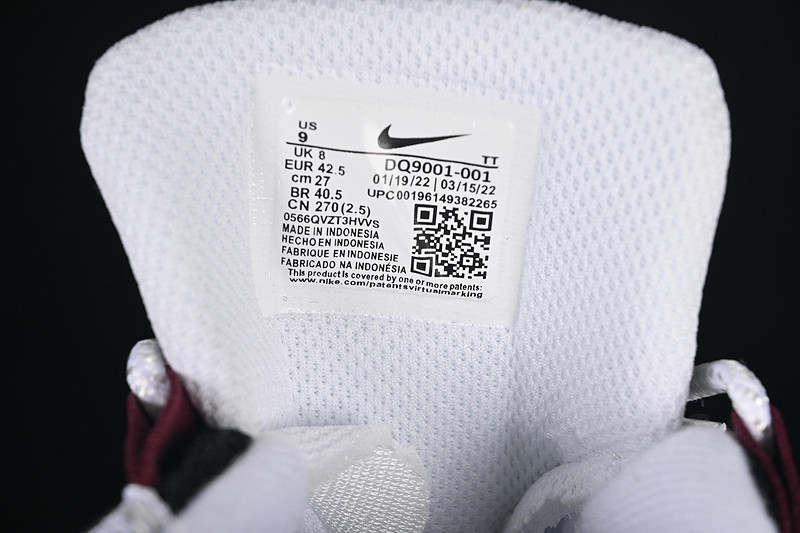 US
9
TT
UK 8
DQ9001-001
EUR 42.5
01/19/22 | 03/15/22
cm 27
UPC00196149382265
BR 40.5
CN 270 (2.5)
0566QVZT3HVVS
MADE IN INDONESIA
HECHO EN INDONESIA
FABRIQUE EN INDONESIE
FABRICADO NA INDONÉSIA
This product is covered by one or more patents:
www.nike.com/patentsvirtualmarking